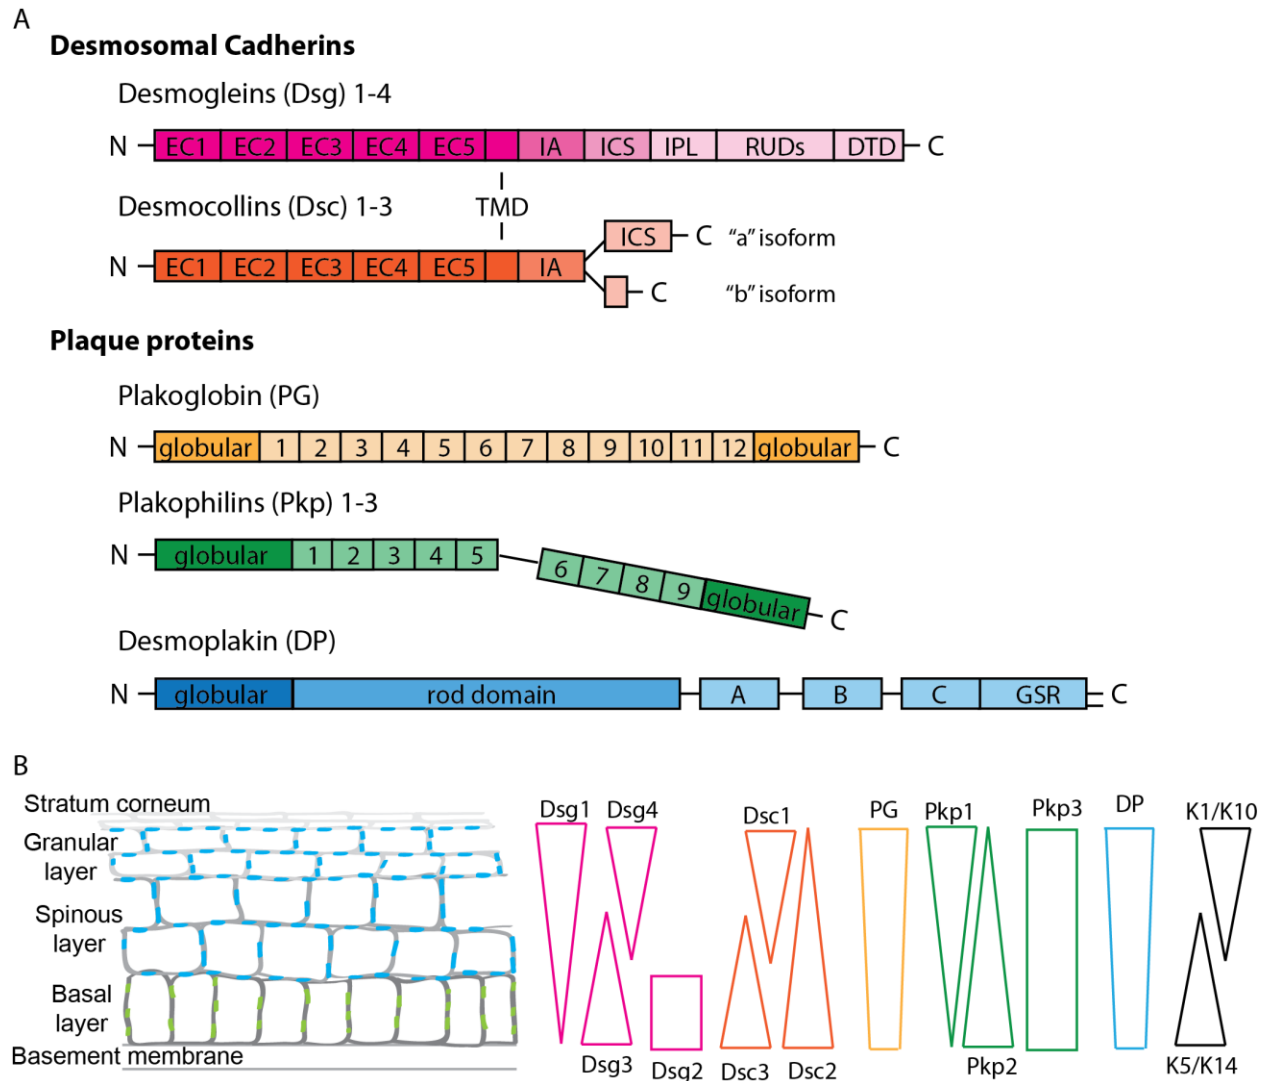 A
Desmosomal Cadherins
Desmogleins (Dsg) 1-4
N EC1 EC2 EC3 EC4 EC5 IA ICS IPL RUDs DTD C
Desmocollins (Dsc) 1-3
TMD
N EC1 EC2 EC3 EC4 EC5 IA
ICS C “a” isoform
C “b” isoform
Plaque proteins
Plakoglobin (PG)
N globular 1 2 3 4 5 6 7 8 9 10 11 12 globular C
Plakophilins (Pkp) 1-3
N globular 1 2 3 4 5 6 7 8 9 globular C
Desmoplakin (DP)
N globular rod domain A B C GSR C
B
Stratum corneum
Granular
layer
Spinous
layer
Basal
layer
Basement membrane
Dsg1 Dsg4 Dsc1 PG Pkp1 Pkp3 DP K1/K10
Dsg3 Dsg2 Dsc3 Dsc2 Pkp2 K5/K14